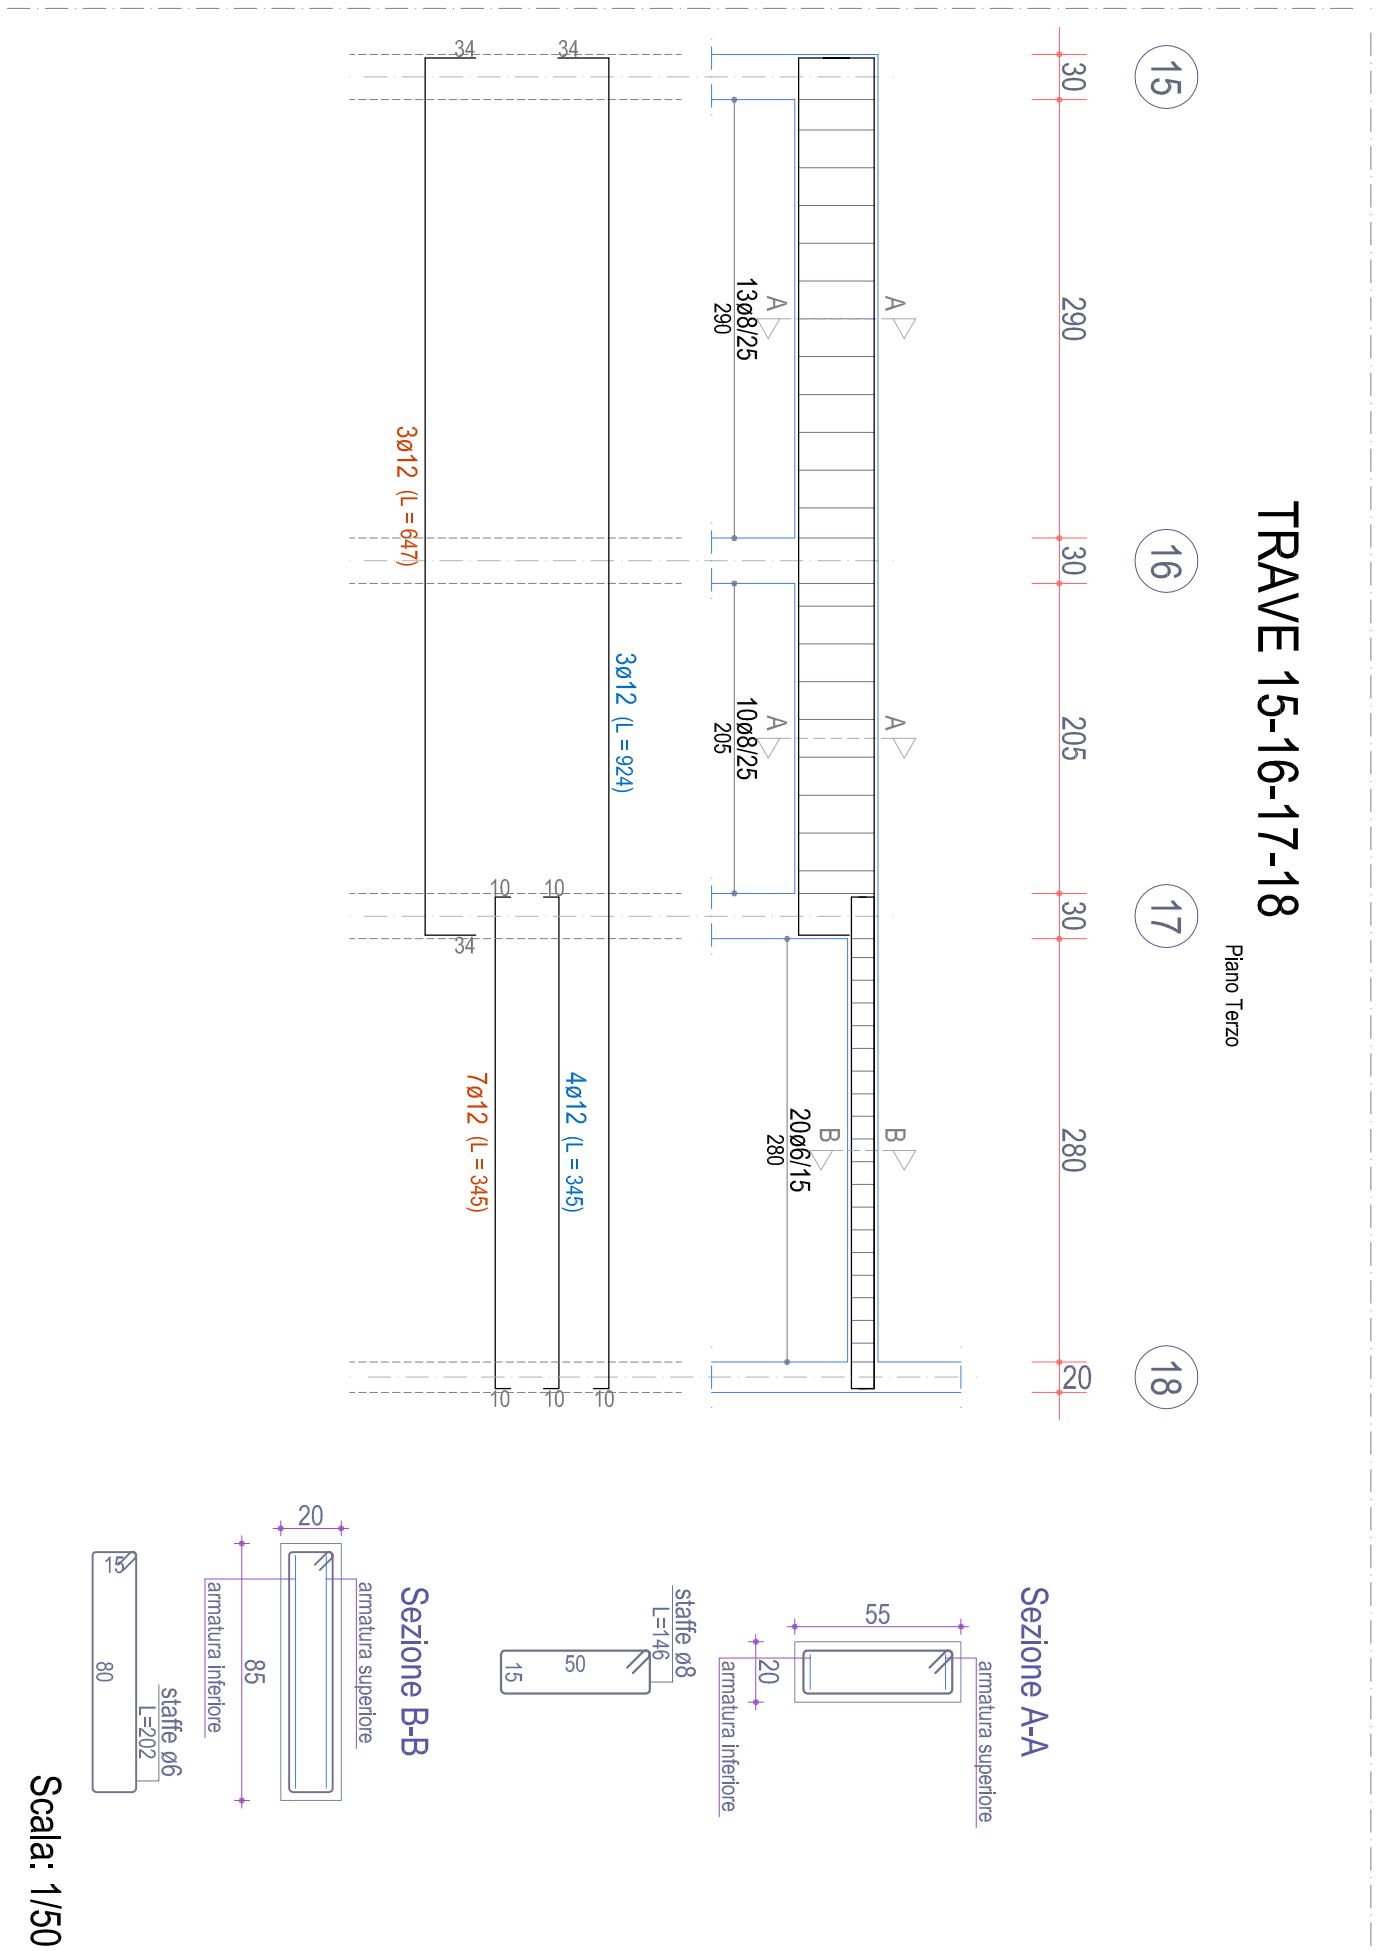 TRAVE 15-16-17-18
Piano Terzo
15
16
17
18
30
290
30
205
30
280
20
A
A
B
A
A
B
13ø8/25
290
10ø8/25
205
20ø6/15
280
3ø12 (L = 924)
10
34
10
4ø12 (L = 345)
10
10
7ø12 (L = 345)
10
34
3ø12 (L = 647)
34
Sezione A-A
armatura superiore
55
20
armatura inferiore
staffe ø8
L=146
50
15
Sezione B-B
armatura superiore
20
85
armatura inferiore
staffe ø6
L=202
15
80
Scala: 1/50